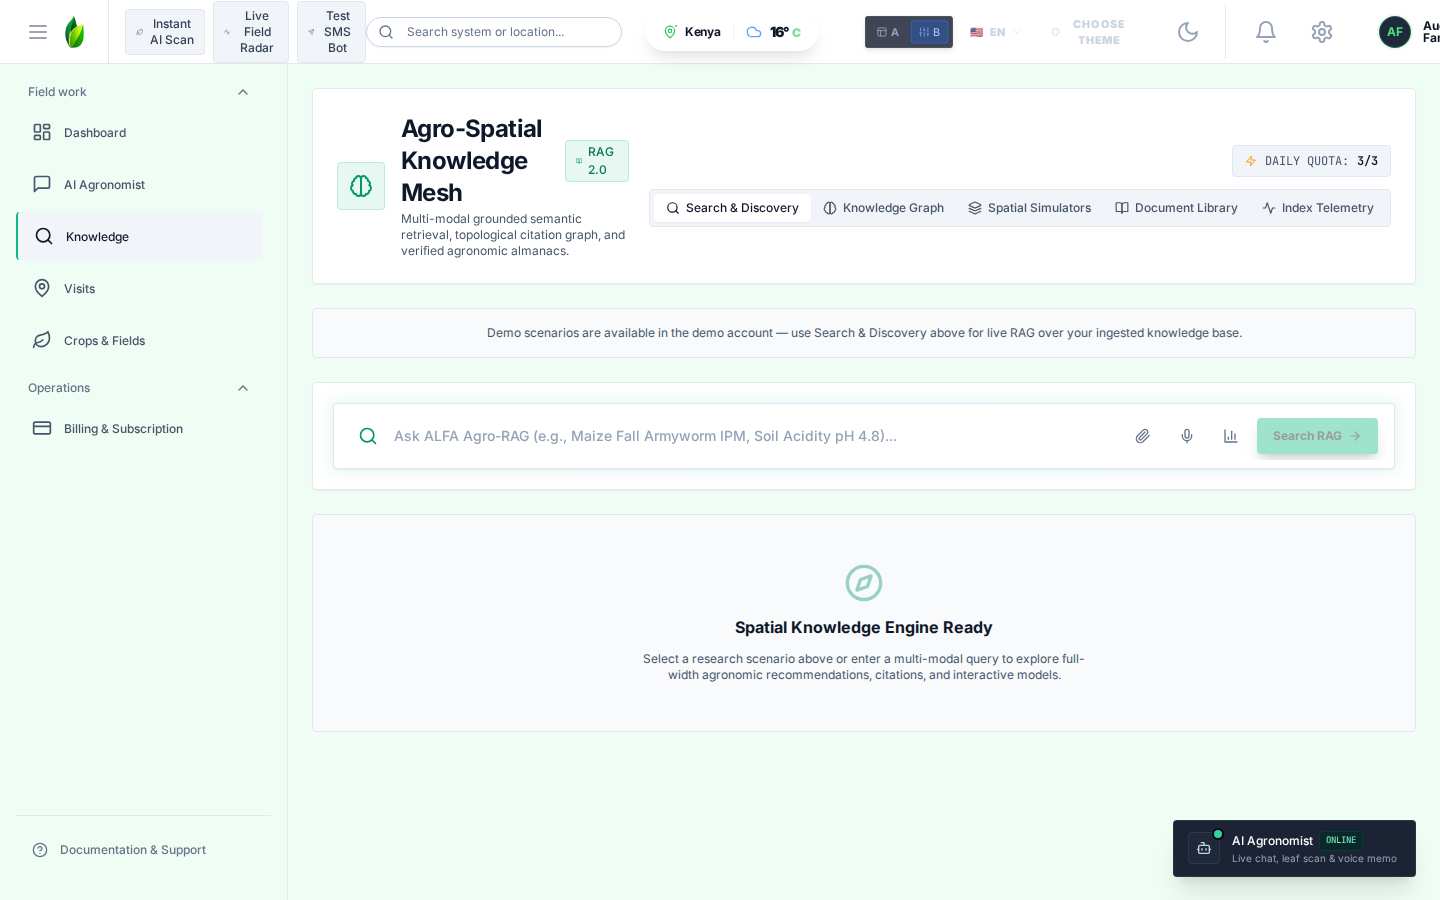 Instant
AI Scan
Live
Field
Radar
Test
SMS
Bot
Search system or location...
Kenya
16° C
A
B
EN
CHOOSE
THEME
AF
Field work
Dashboard
AI Agronomist
Knowledge
Visits
Crops & Fields
Operations
Billing & Subscription
Documentation & Support
Agro-Spatial
Knowledge
Mesh
RAG
2.0
Multi-modal grounded semantic
retrieval, topological citation graph, and
verified agronomic almanacs.
DAILY QUOTA: 3/3
Search & Discovery
Knowledge Graph
Spatial Simulators
Document Library
Index Telemetry
Demo scenarios are available in the demo account — use Search & Discovery above for live RAG over your ingested knowledge base.
Ask ALFA Agro-RAG (e.g., Maize Fall Armyworm IPM, Soil Acidity pH 4.8)...
Search RAG
Spatial Knowledge Engine Ready
Select a research scenario above or enter a multi-modal query to explore full-
width agronomic recommendations, citations, and interactive models.
AI Agronomist
ONLINE
Live chat, leaf scan & voice memo